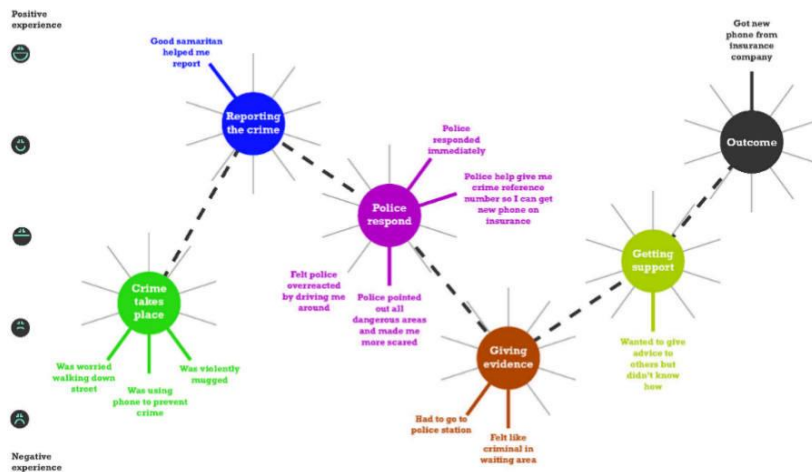 Positive
experience
Good samaritan
helped me
report
Reporting
the crime
Police
responded
immediately
Police help give me
crime reference
number so I can get
new phone on
insurance
Police
respond
Felt police
overreacted
by driving me
around
Police pointed
out all
dangerous areas
and made me
more scared
Crime
takes
place
Was worried
walking down
street
Was using
phone to prevent
crime
Was violently
mugged
Giving
evidence
Had to go to
police station
Felt like
criminal in
waiting area
Getting
support
Wanted to give
advice to
others but
didn't know
how
Got new
phone from
insurance
company
Outcome
Negative
experience